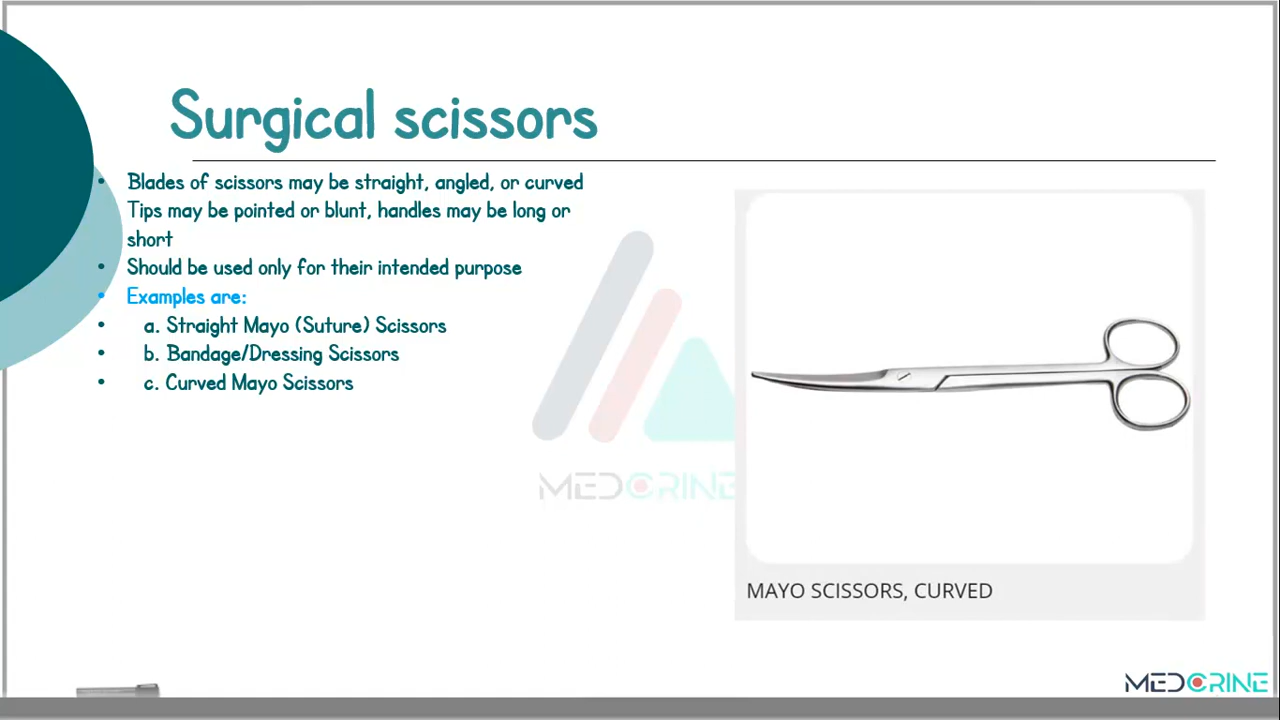 Surgical scissors
• Blades of scissors may be straight, angled, or curved
Tips may be pointed or blunt, handles may be long or
short
• Should be used only for their intended purpose
• Examples are:
• a. Straight Mayo (Suture) Scissors
• b. Bandage/Dressing Scissors
• c. Curved Mayo Scissors
MEDCRINE
MAYO SCISSORS, CURVED
MEDCRINE